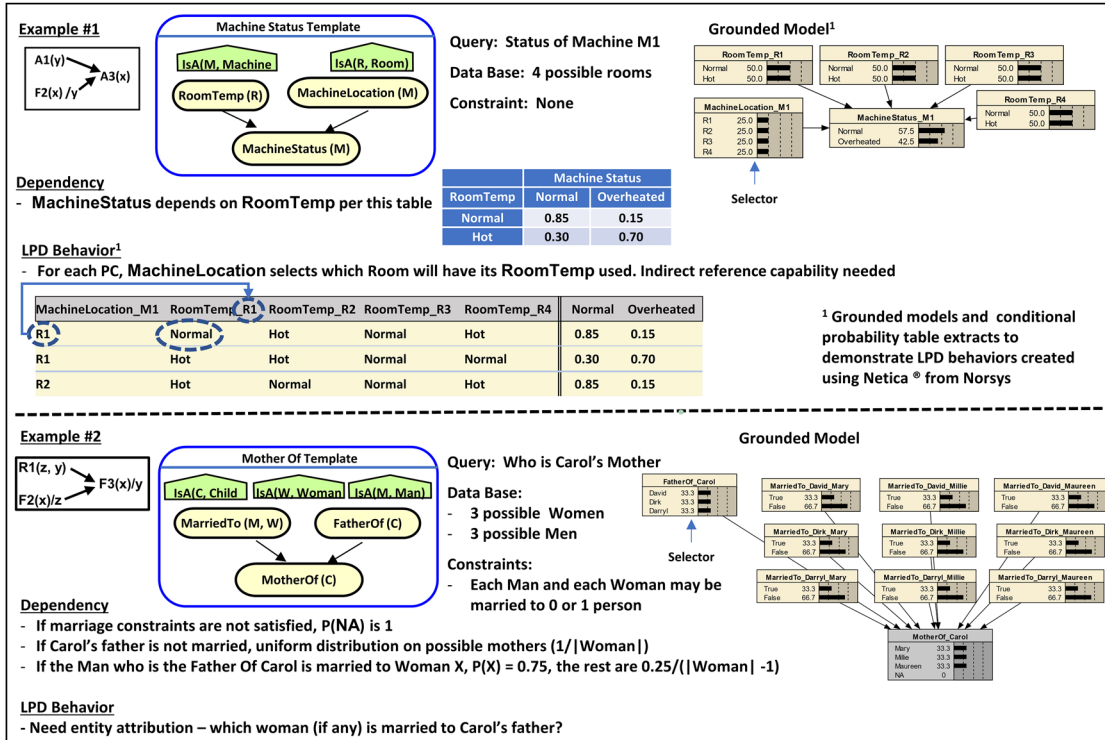 Example #1
A1(y)
A3(x)
F2(x) /y
Machine Status Template
IsA(M, Machine
IsA(R, Room)
RoomTemp (R)
MachineLocation (M)
MachineStatus (M)
Query: Status of Machine M1
Data Base: 4 possible rooms
Constraint: None
Grounded Model¹
RoomTemp_R1
Normal 50.0
Hot 50.0
RoomTemp_R2
Normal 50.0
Hot 50.0
RoomTemp_R3
Normal 50.0
Hot 50.0
RoomTemp_R4
Normal 50.0
Hot 50.0
MachineLocation_M1
R1 25.0
R2 25.0
R3 25.0
R4 25.0
MachineStatus_M1
Normal 57.5
Overheated 42.5
Selector
Dependency
- MachineStatus depends on RoomTemp per this table
Machine Status
RoomTemp Normal Overheated
Normal 0.85 0.15
Hot 0.30 0.70
LPD Behavior¹
- For each PC, MachineLocation selects which Room will have its RoomTemp used. Indirect reference capability needed
MachineLocation_M1 RoomTemp_R1 RoomTemp_R2 RoomTemp_R3 RoomTemp_R4 Normal Overheated
R1 Normal Hot Normal Hot 0.85 0.15
R1 Hot Hot Normal Normal 0.30 0.70
R2 Hot Normal Normal Hot 0.85 0.15
¹ Grounded models and conditional
probability table extracts to
demonstrate LPD behaviors created
using Netica ® from Norsys
Example #2
R1(z, y)
F3(x)/y
F2(x)/z
Mother Of Template
IsA(C, Child
IsA(W, Woman
IsA(M, Man)
MarriedTo (M, W)
FatherOf (C)
MotherOf (C)
Query: Who is Carol's Mother
Data Base:
- 3 possible Women
- 3 possible Men
Constraints:
- Each Man and each Woman may be
married to 0 or 1 person
Grounded Model
FatherOf_Carol
David 33.3
Dirk 33.3
Darryl 33.3
Selector
MarriedTo_David_Mary
True 33.3
False 66.7
MarriedTo_David_Millie
True 33.3
False 66.7
MarriedTo_David_Maureen
True 33.3
False 66.7
MarriedTo_Dirk_Mary
True 33.3
False 66.7
MarriedTo_Dirk_Millie
True 33.3
False 66.7
MarriedTo_Dirk_Maureen
True 33.3
False 66.7
MarriedTo_Darryl_Mary
True 33.3
False 66.7
MarriedTo_Darryl_Millie
True 33.3
False 66.7
MarriedTo_Darryl_Maureen
True 33.3
False 66.7
MotherOf_Carol
Mary 33.3
Millie 33.3
Maureen 33.3
NA 0
Dependency
- If marriage constraints are not satisfied, P(NA) is 1
- If Carol's father is not married, uniform distribution on possible mothers (1/|Woman|)
- If the Man who is the Father Of Carol is married to Woman X, P(X) = 0.75, the rest are 0.25/(|Woman| -1)
LPD Behavior
- Need entity attribution – which woman (if any) is married to Carol's father?